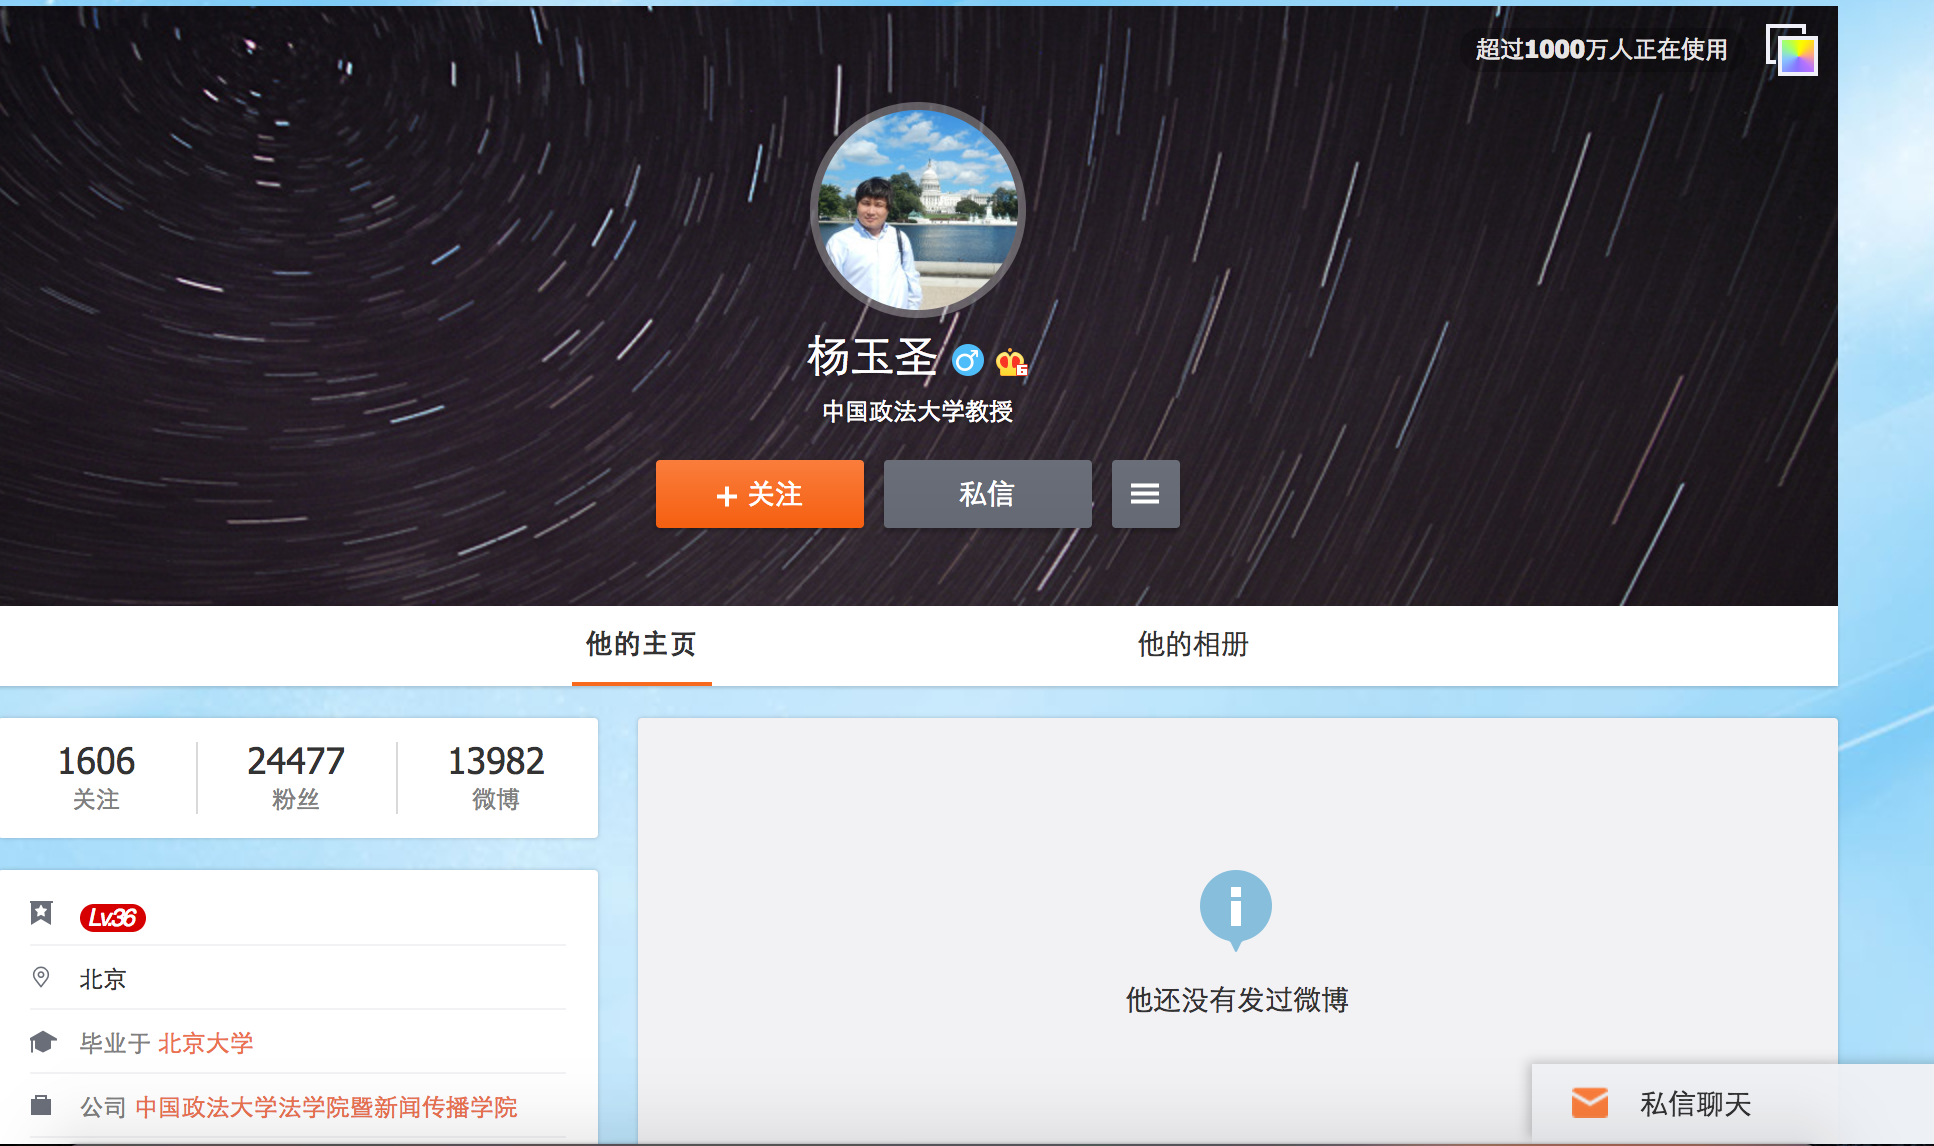 超过1000万人正在使用
杨玉圣
6
中国政法大学教授
+ 关注
私信
他的主页
他的相册
1606
关注
24477
粉丝
13982
微博
Lv.36
北京
毕业于 北京大学
公司 中国政法大学法学院暨新闻传播学院
他还没有发过微博
私信聊天